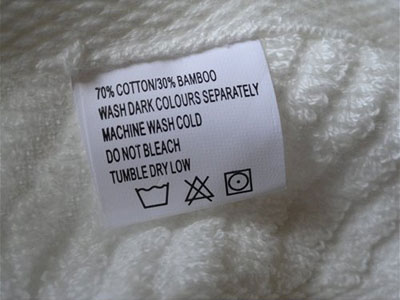 70% COTTON/30% BAMBOO
WASH DARK COLOURS SEPARATELY
MACHINE WASH COLD
DO NOT BLEACH
TUMBLE DRY LOW